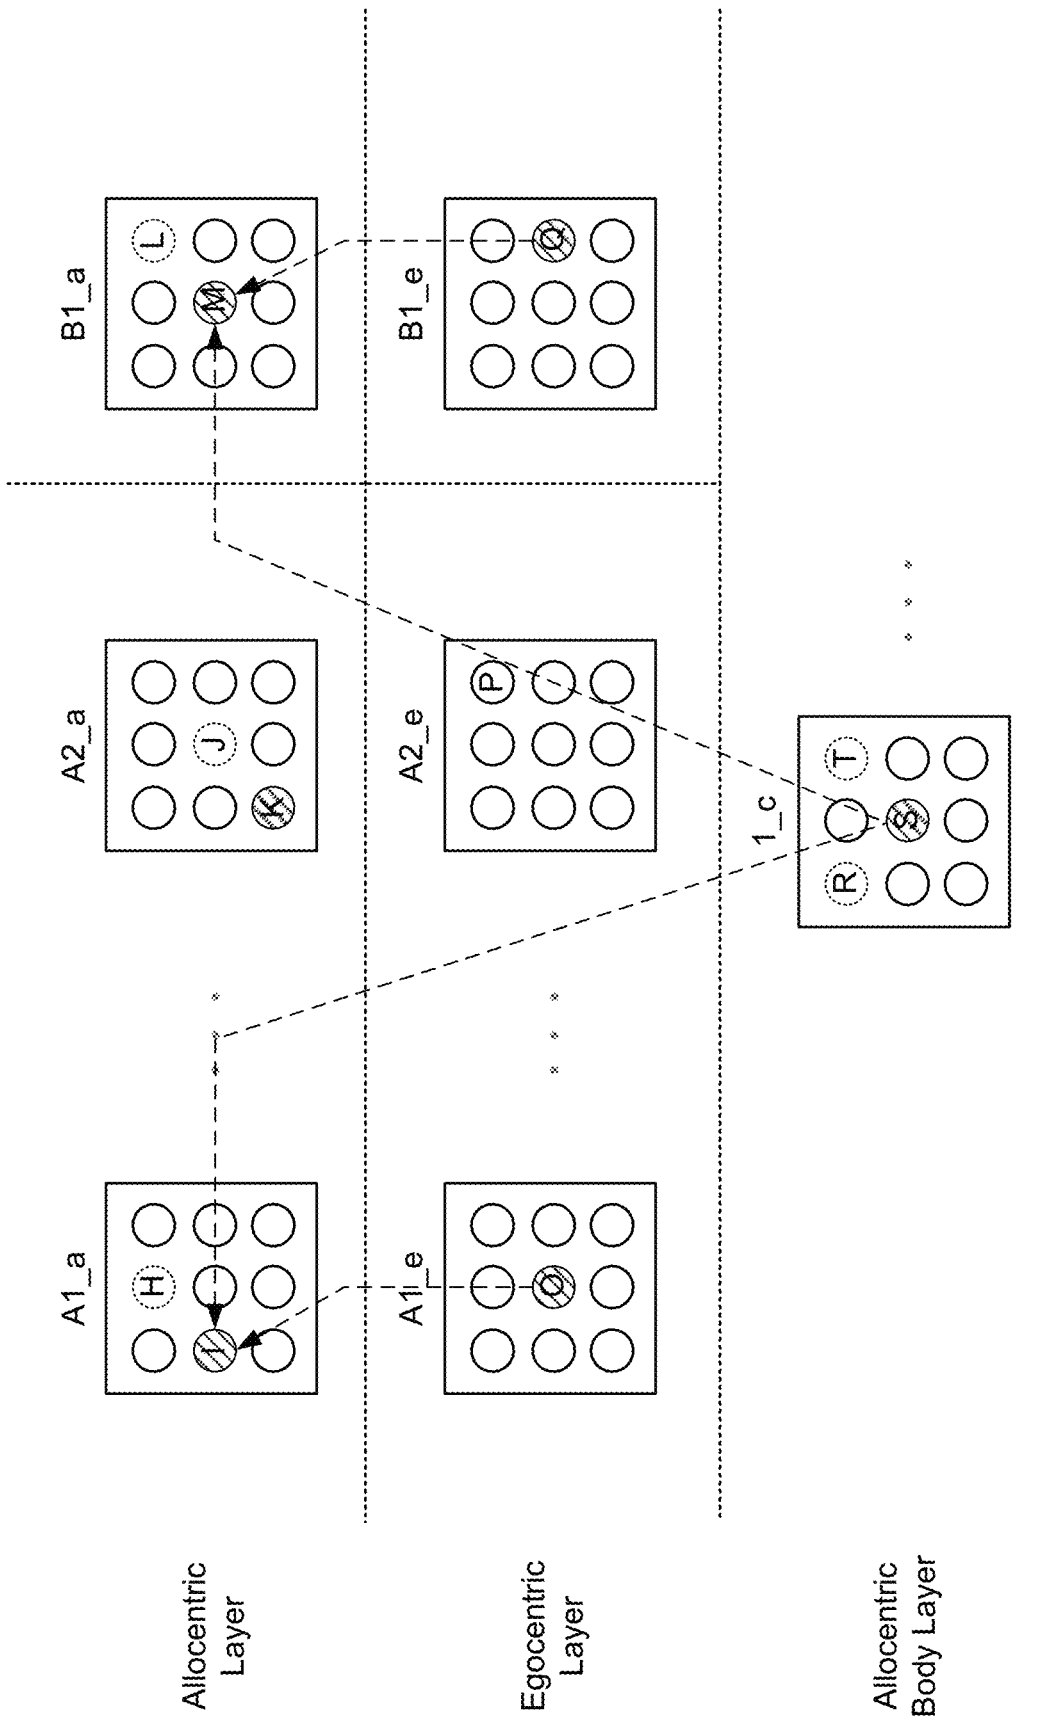 Allocentric
Layer
A1_a
H
I
A2_a
J
K
B1_a
L
M
Egocentric
Layer
A1_e
O
A2_e
P
B1_e
Q
Allocentric
Body Layer
1_c
R
S
T